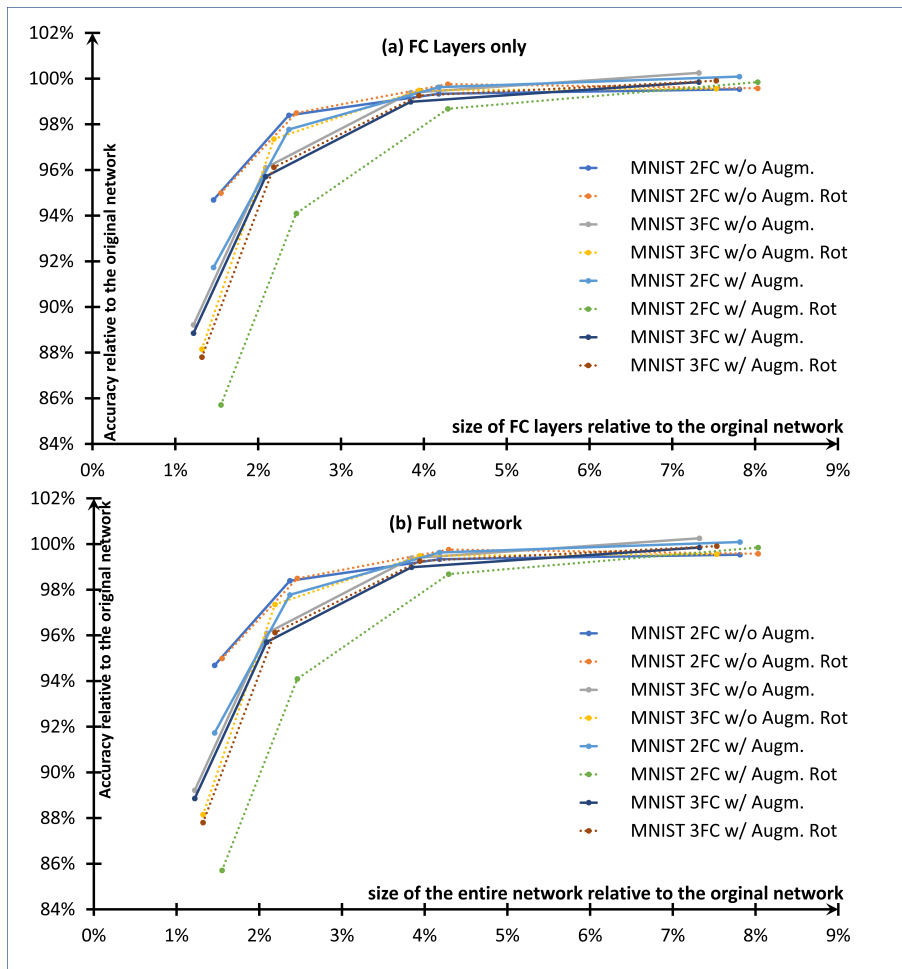 102%
(a) FC Layers only
100%
98%
96%
94%
92%
90%
88%
86%
84%
Accuracy relative to the original network
MNIST 2FC w/o Augm.
MNIST 2FC w/o Augm. Rot
MNIST 3FC w/o Augm.
MNIST 3FC w/o Augm. Rot
MNIST 2FC w/ Augm.
MNIST 2FC w/ Augm. Rot
MNIST 3FC w/ Augm.
MNIST 3FC w/ Augm. Rot
size of FC layers relative to the orginal network
0% 1% 2% 3% 4% 5% 6% 7% 8% 9%
102%
(b) Full network
100%
98%
96%
94%
92%
90%
88%
86%
84%
Accuracy relative to the original network
MNIST 2FC w/o Augm.
MNIST 2FC w/o Augm. Rot
MNIST 3FC w/o Augm.
MNIST 3FC w/o Augm. Rot
MNIST 2FC w/ Augm.
MNIST 2FC w/ Augm. Rot
MNIST 3FC w/ Augm.
MNIST 3FC w/ Augm. Rot
size of the entire network relative to the orginal network
0% 1% 2% 3% 4% 5% 6% 7% 8% 9%